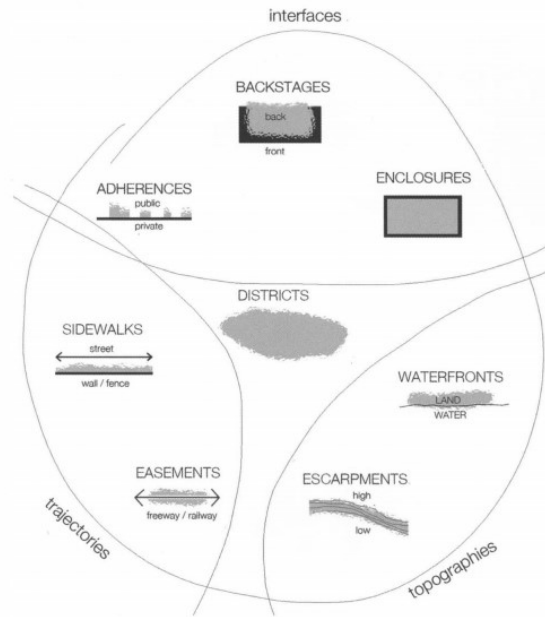 interfaces
BACKSTAGES
back
front
ADHERENCES
public
private
ENCLOSURES
DISTRICTS
SIDEWALKS
street
wall / fence
WATERFRONTS
LAND
WATER
EASEMENTS
freeway / railway
ESCARPMENTS
high
low
trajectories
topographies